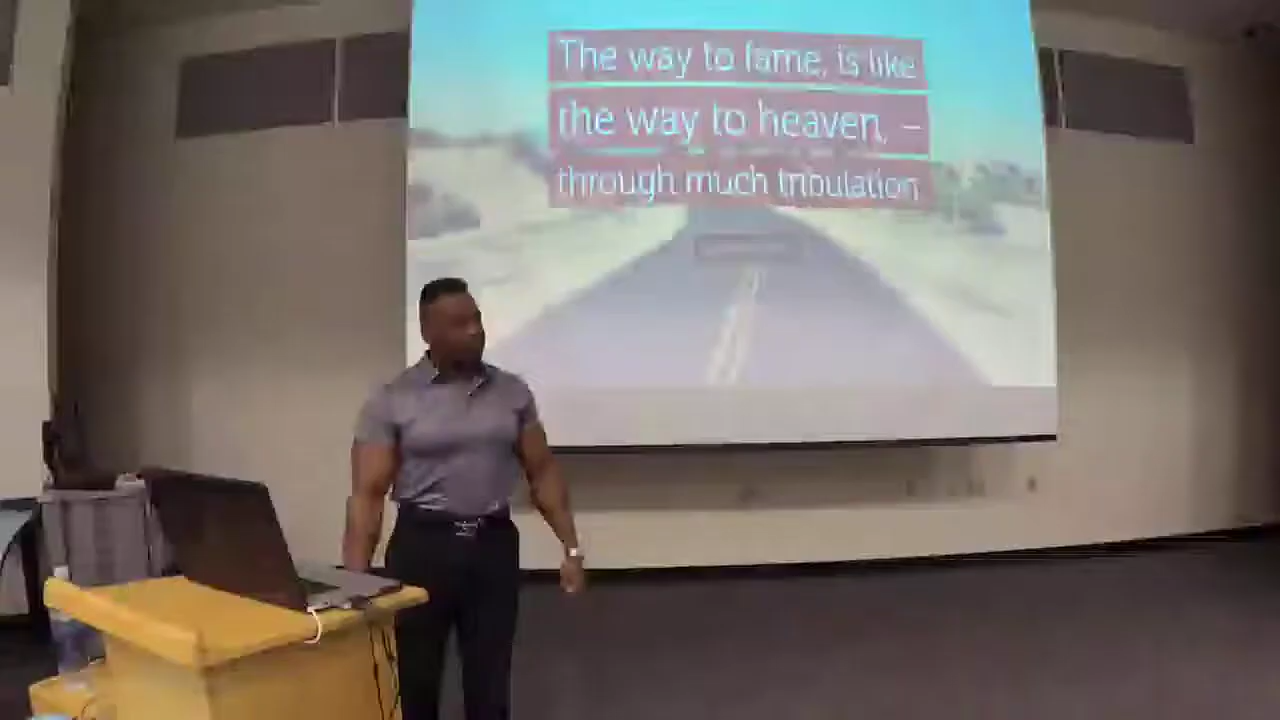 The way to fame, is like
the way to heaven, –
through much tribulation